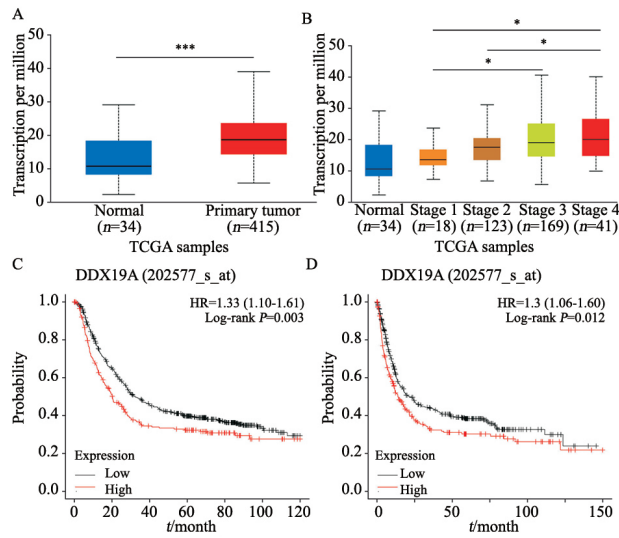 A
Transcription per million
50
40
30
20
10
0
***
Normal
(n=34)
Primary tumor
(n=415)
TCGA samples
B
Transcription per million
50
40
30
20
10
0
*
*
*
Normal
(n=34)
Stage 1
(n=18)
Stage 2
(n=123)
Stage 3
(n=169)
Stage 4
(n=41)
TCGA samples
C
DDX19A (202577_s_at)
HR=1.33 (1.10-1.61)
Log-rank P=0.003
Probability
1.0
0.8
0.6
0.4
0.2
0.0
Expression
Low
High
0 20 40 60 80 100 120
t/month
D
DDX19A (202577_s_at)
HR=1.3 (1.06-1.60)
Log-rank P=0.012
Probability
1.0
0.8
0.6
0.4
0.2
0.0
Expression
Low
High
0 50 100 150
t/month